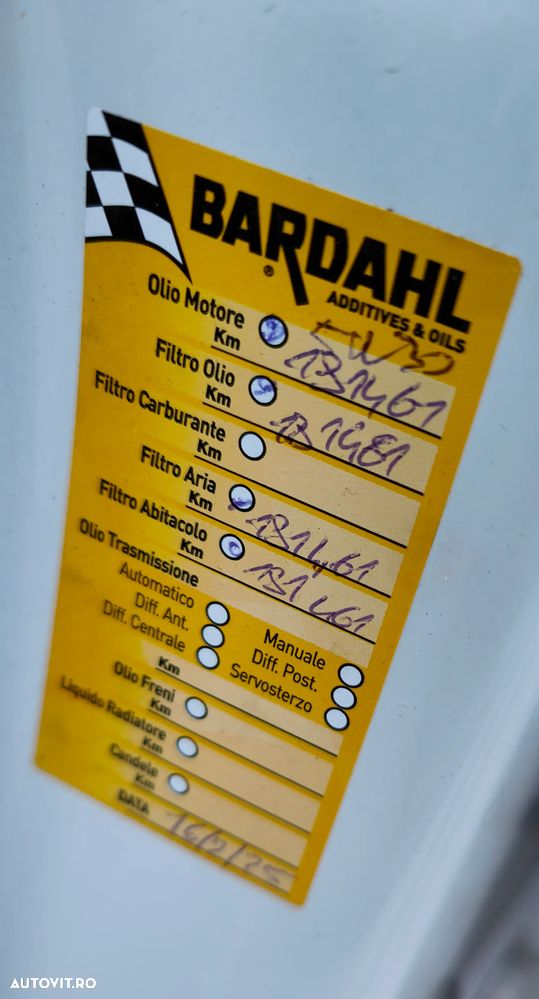 BARDAHL
®
ADDITIVES & OILS
Olio Motore 5W30
Km 131461
Filtro Olio
Km 131461
Filtro Carburante
Km
Filtro Aria
Km 131461
Filtro Abitacolo
Km 131461
Olio Trasmissione
Automatico Manuale
Diff. Ant. Diff. Post.
Diff. Centrale Servosterzo
Km
Olio Freni
Km
Liquido Radiatore
Km
Candele
Km
DATA 16/2/25
AUTOVIT.RO